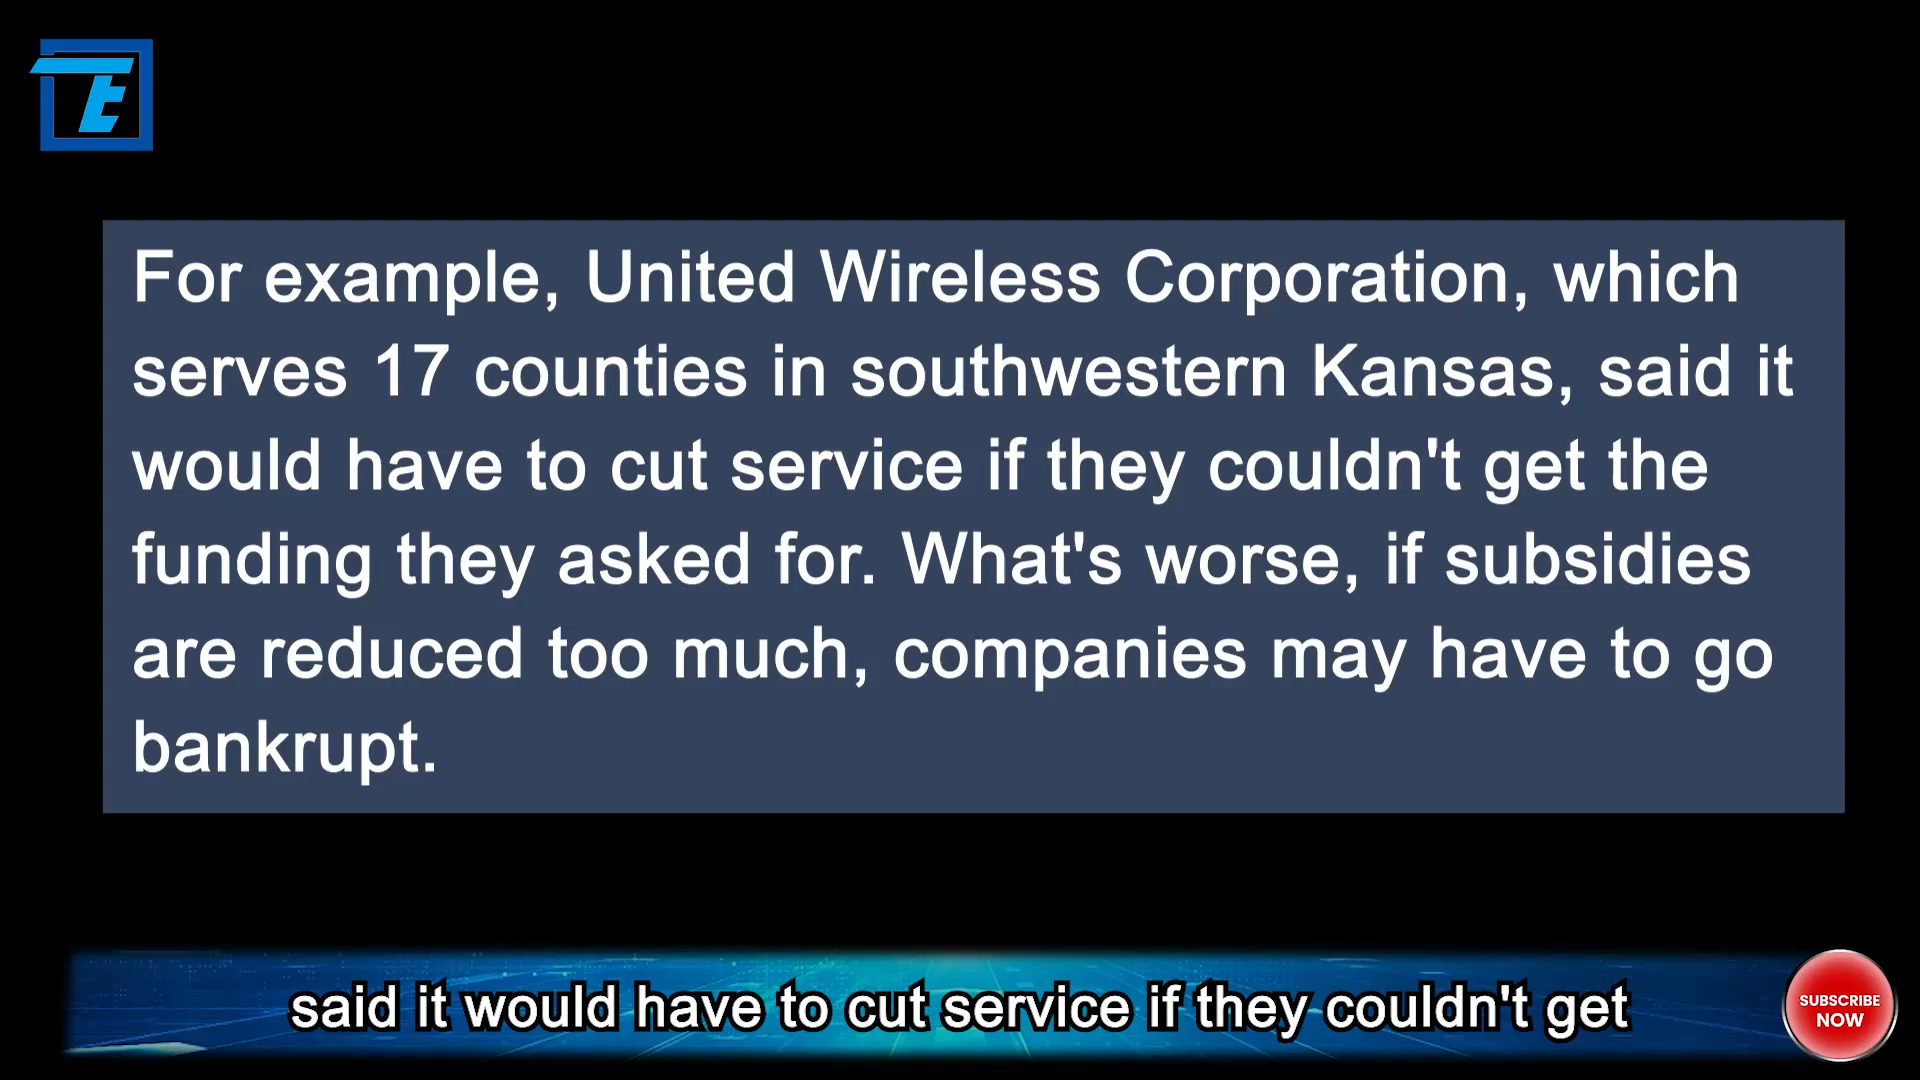 TE
For example, United Wireless Corporation, which
serves 17 counties in southwestern Kansas, said it
would have to cut service if they couldn't get the
funding they asked for. What's worse, if subsidies
are reduced too much, companies may have to go
bankrupt.
said it would have to cut service if they couldn't get
SUBSCRIBE
NOW